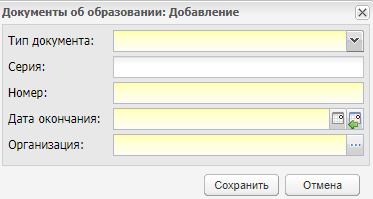 Документы об образовании: Добавление
Тип документа:
Серия:
Номер:
Дата окончания:
Организация:
Сохранить Отмена